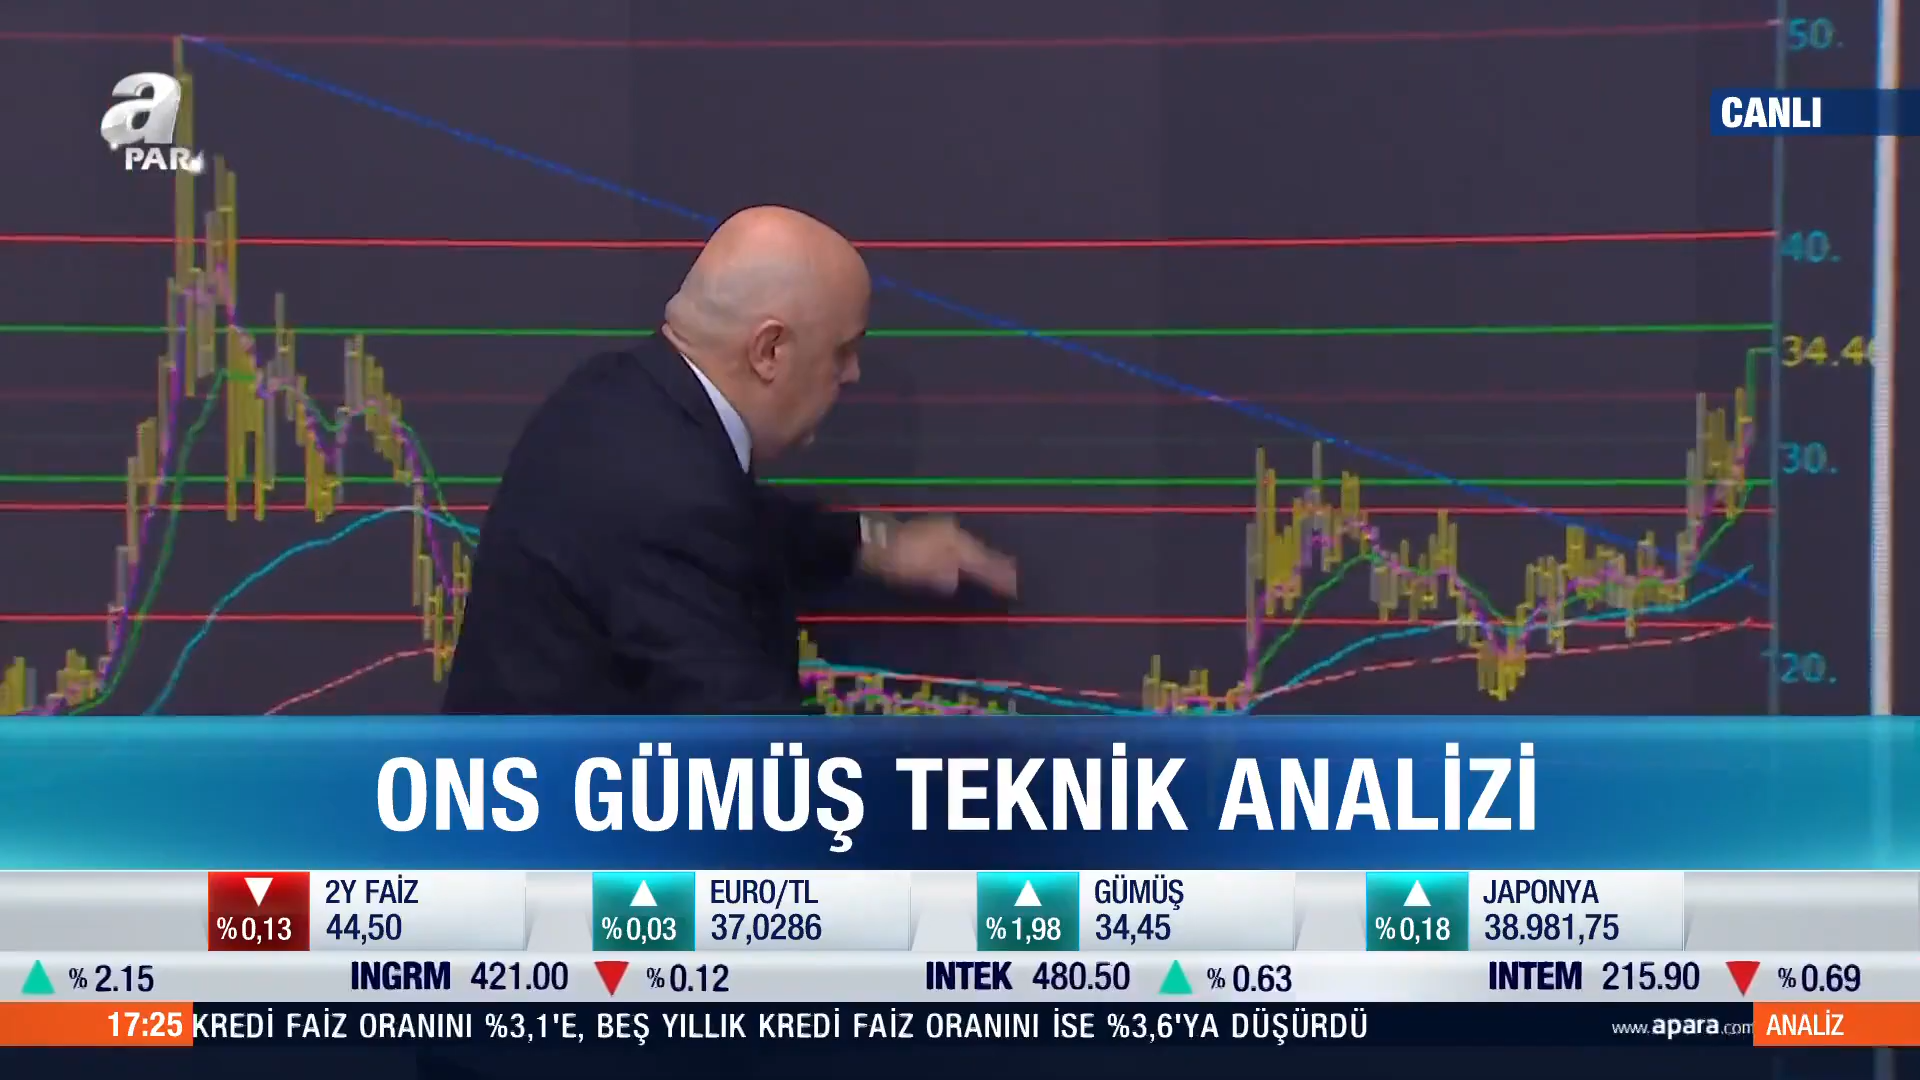 50.
a
PARA
CANLI
40.
34.4
30.
20.
ONS GÜMÜŞ TEKNİK ANALİZİ
2Y FAİZ
%0,13 44,50
EURO/TL
%0,03 37,0286
GÜMÜŞ
%1,98 34,45
JAPONYA
%0,18 38.981,75
% 2.15 INGRM 421.00 % 0.12 INTEK 480.50 % 0.63 INTEM 215.90 % 0.69
17:25 KREDİ FAİZ ORANINI %3,1'E, BEŞ YILLIK KREDİ FAİZ ORANINI İSE %3,6'YA DÜŞÜRDÜ www.apara.com ANALİZ